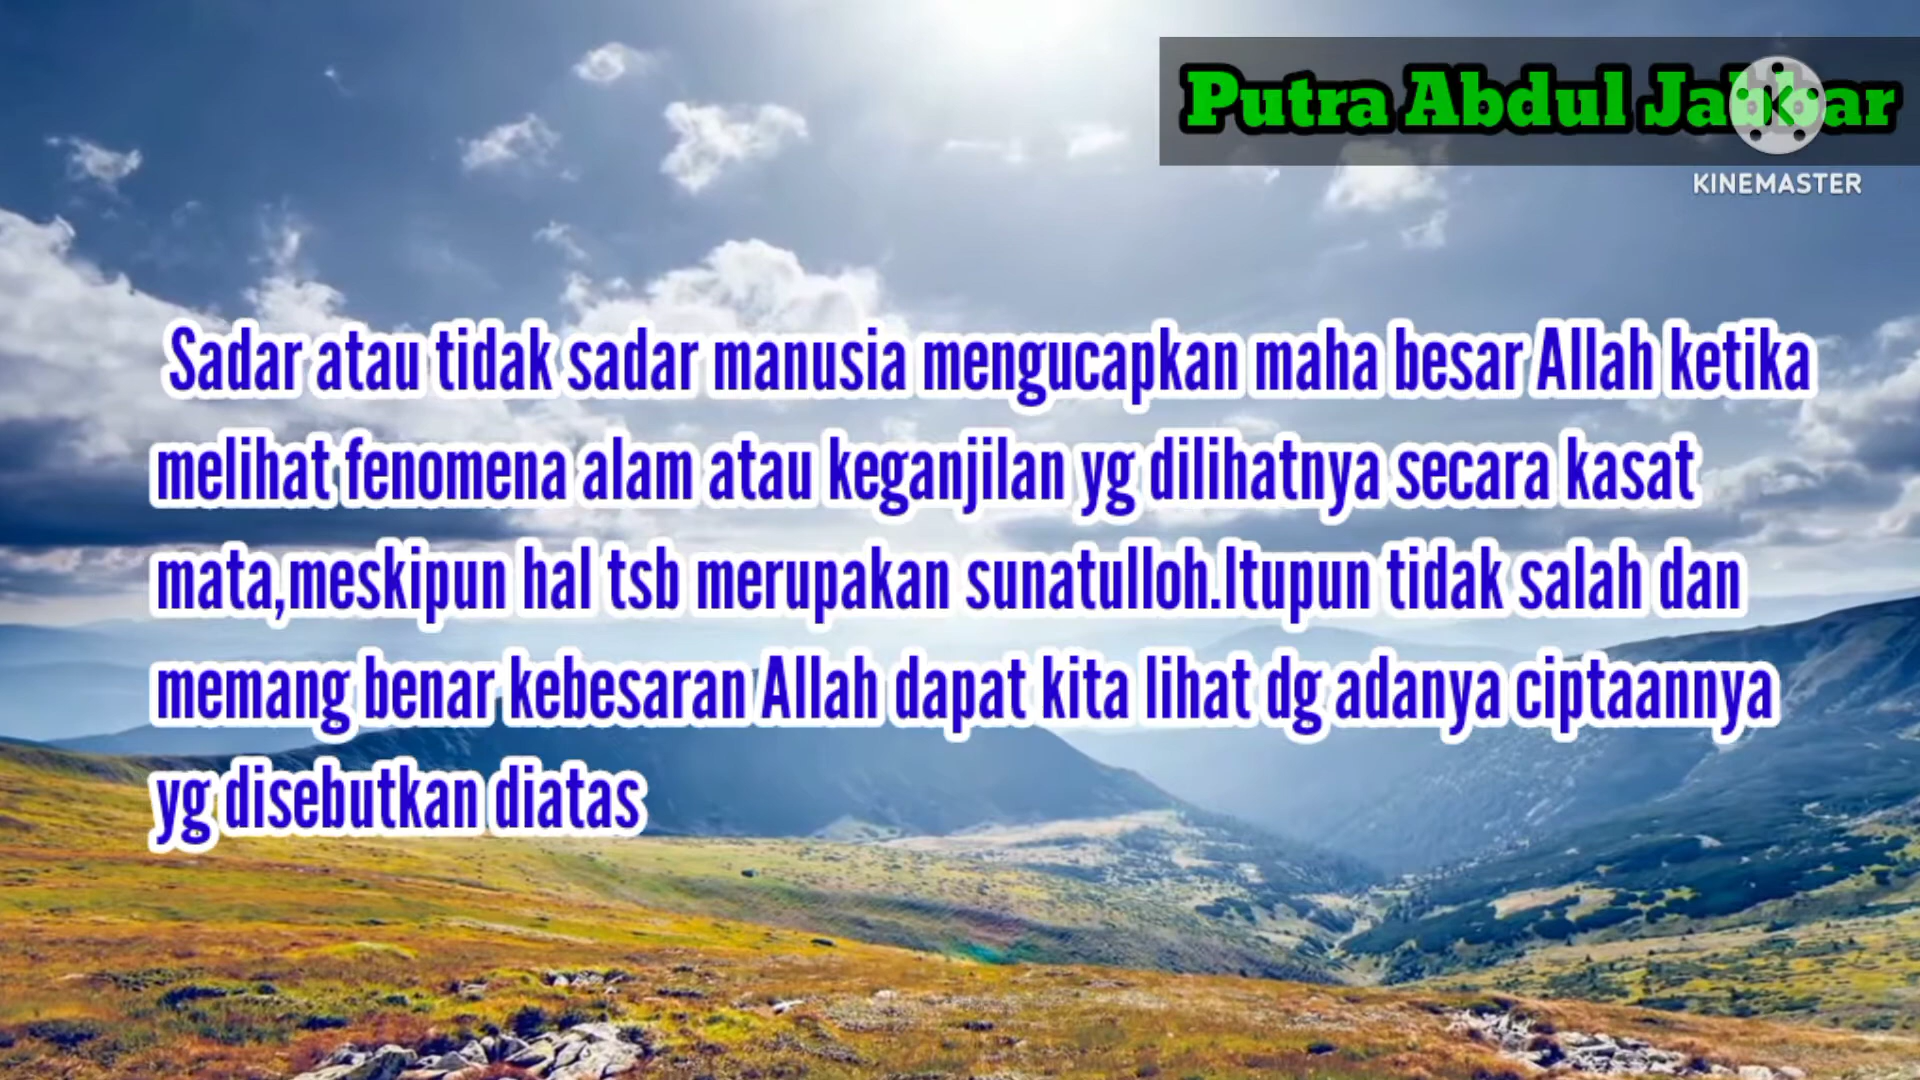 Putra Abdul Jabbar
KINEMASTER
Sadar atau tidak sadar manusia mengucapkan maha besar Allah ketika
melihat fenomena alam atau keganjilan yg dilihatnya secara kasat
mata,meskipun hal tsb merupakan sunatulloh.Itupun tidak salah dan
memang benar kebesaran Allah dapat kita lihat dg adanya ciptaannya
yg disebutkan diatas